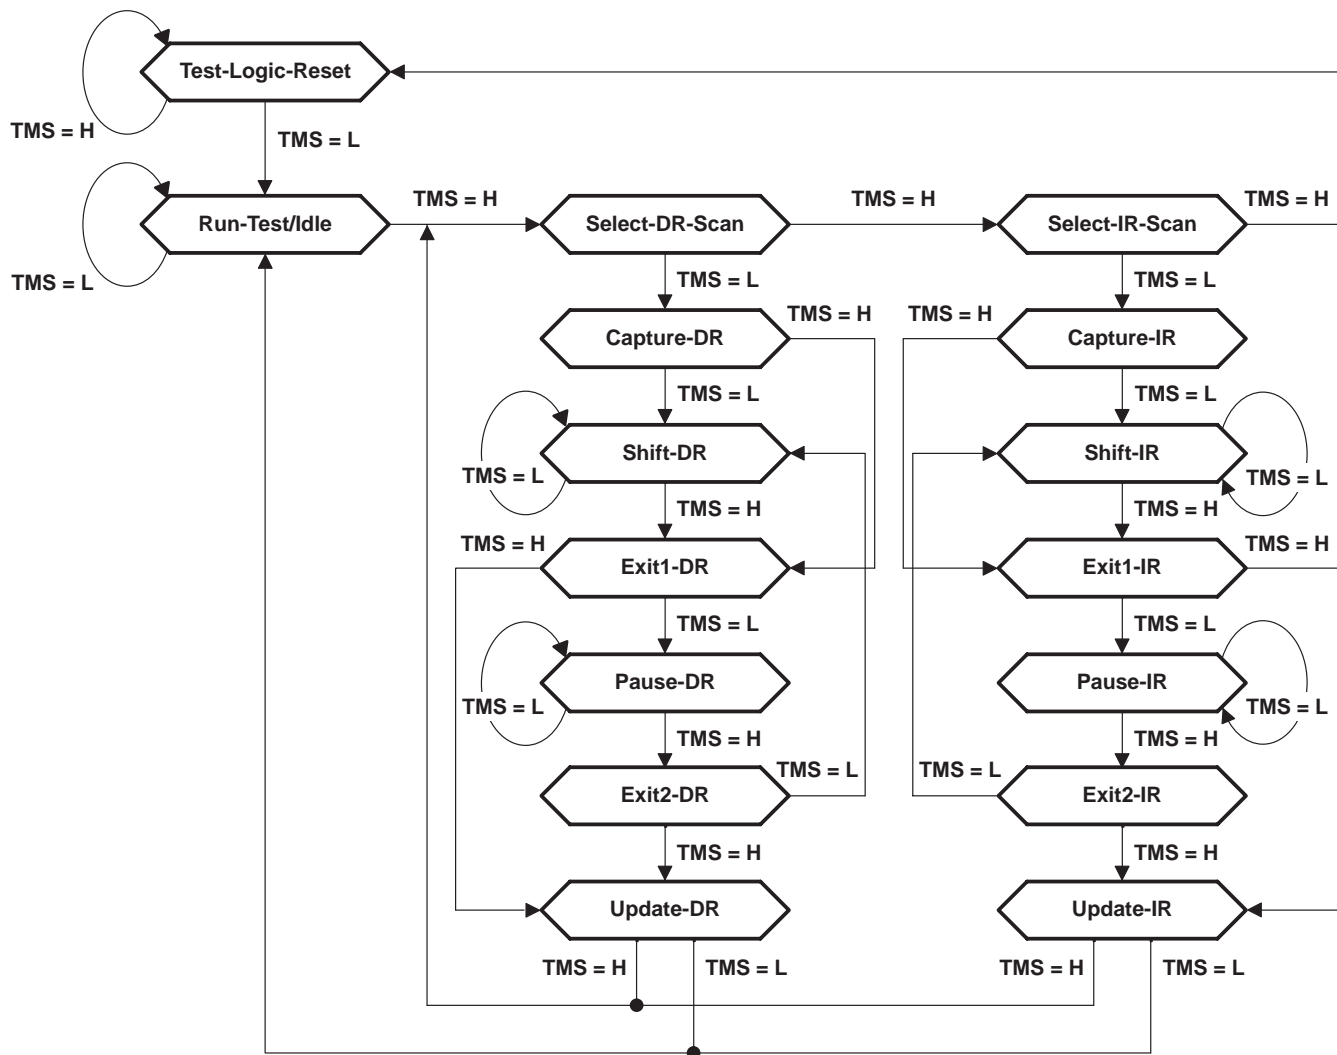 Test-Logic-Reset
TMS = H
TMS = L
TMS = H
TMS = H
TMS = H
Run-Test/Idle
Select-DR-Scan
Select-IR-Scan
TMS = L
TMS = L
TMS = L
TMS = H
TMS = H
Capture-DR
Capture-IR
TMS = L
TMS = L
Shift-DR
Shift-IR
TMS = L
TMS = L
TMS = H
TMS = H
TMS = H
TMS = H
Exit1-DR
Exit1-IR
TMS = L
TMS = L
Pause-DR
Pause-IR
TMS = L
TMS = L
TMS = H
TMS = H
TMS = L
TMS = L
Exit2-DR
Exit2-IR
TMS = H
TMS = H
Update-DR
Update-IR
TMS = H
TMS = L
TMS = H
TMS = L